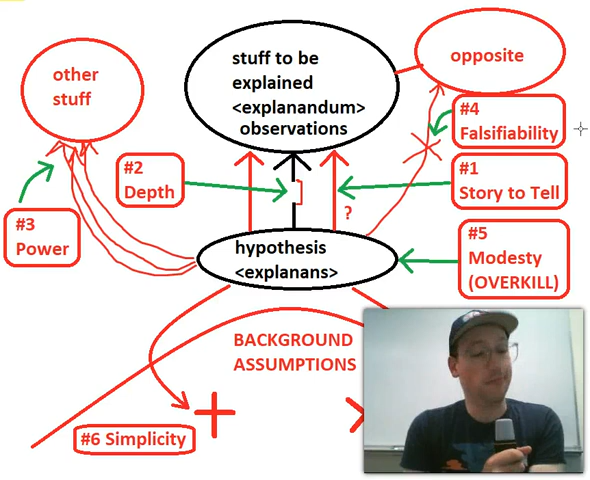 other
stuff
stuff to be
explained
<explanandum>
observations
opposite
#4
Falsifiability
#2
Depth
#1
Story to Tell
#3
Power
?
hypothesis
<explanans>
#5
Modesty
(OVERKILL)
BACKGROUND
ASSUMPTIONS
#6 Simplicity